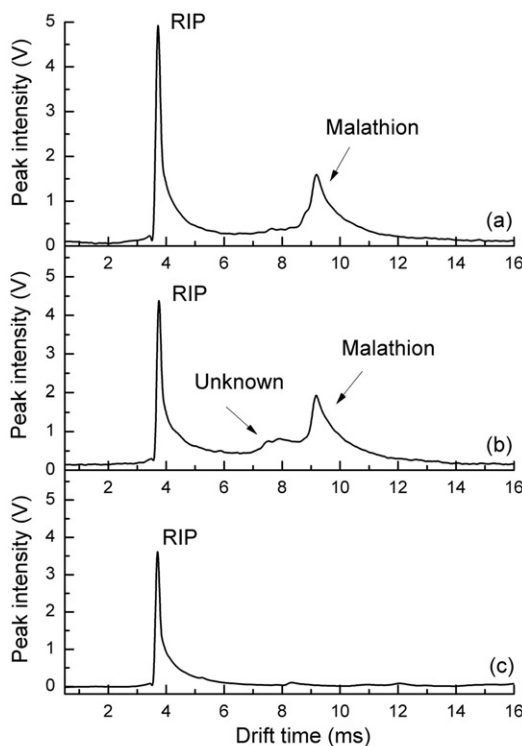 Peak intensity (V)
5
4
3
2
1
0
RIP
Malathion
(a)
2 4 6 8 10 12 14 16
Peak intensity (V)
5
4
3
2
1
0
RIP
Unknown
Malathion
(b)
2 4 6 8 10 12 14 16
Peak intensity (V)
5
4
3
2
1
0
RIP
(c)
2 4 6 8 10 12 14 16
Drift time (ms)